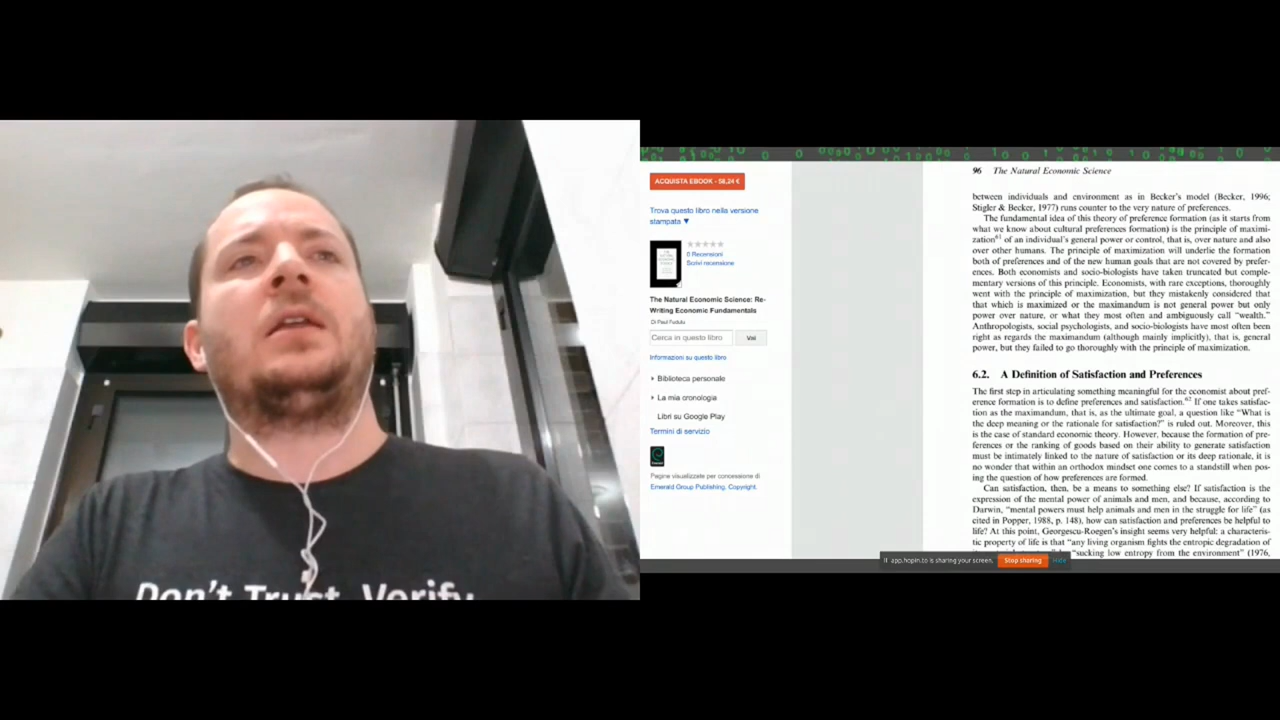 Don't Trust, Verify
ACQUISTA EBOOK - 58,24 €
Trova questo libro nella versione
stampata ▼
0 Recensioni
Scrivi recensione
The Natural Economic Science: Re-
Writing Economic Fundamentals
Di Paul Fudulu
Cerca in questo libro
Vai
Informazioni su questo libro
Biblioteca personale
La mia cronologia
Libri su Google Play
Termini di servizio
Pagine visualizzate per concessione di
Emerald Group Publishing. Copyright.
96 The Natural Economic Science
between individuals and environment as in Becker's model (Becker, 1996;
Stigler & Becker, 1977) runs counter to the very nature of preferences.
The fundamental idea of this theory of preference formation (as it starts from
what we know about cultural preferences formation) is the principle of maximi-
zation61 of an individual's general power or control, that is, over nature and also
over other humans. The principle of maximization will underlie the formation
both of preferences and of the new human goals that are not covered by prefer-
ences. Both economists and socio-biologists have taken truncated but comple-
mentary versions of this principle. Economists, with rare exceptions, thoroughly
went with the principle of maximization, but they mistakenly considered that
that which is maximized or the maximandum is not general power but only
power over nature, or what they most often and ambiguously call "wealth."
Anthropologists, social psychologists, and socio-biologists have most often been
right as regards the maximandum (although mainly implicitly), that is, general
power, but they failed to go thoroughly with the principle of maximization.
6.2. A Definition of Satisfaction and Preferences
The first step in articulating something meaningful for the economist about pref-
erence formation is to define preferences and satisfaction.62 If one takes satisfac-
tion as the maximandum, that is, as the ultimate goal, a question like "What is
the deep meaning or the rationale for satisfaction?" is ruled out. Moreover, this
is the case of standard economic theory. However, because the formation of pre-
ferences or the ranking of goods based on their ability to generate satisfaction
must be intimately linked to the nature of satisfaction or its deep rationale, it is
no wonder that within an orthodox mindset one comes to a standstill when pos-
ing the question of how preferences are formed.
Can satisfaction, then, be a means to something else? If satisfaction is the
expression of the mental power of animals and men, and because, according to
Darwin, "mental powers must help animals and men in the struggle for life" (as
cited in Popper, 1988, p. 148), how can satisfaction and preferences be helpful to
life? At this point, Georgescu-Roegen's insight seems very helpful: a characteris-
tic property of life is that "any living organism fights the entropic degradation of
"sucking low entropy from the environment" (1976,
app.hopin.to is sharing your screen.
Stop sharing
Hide